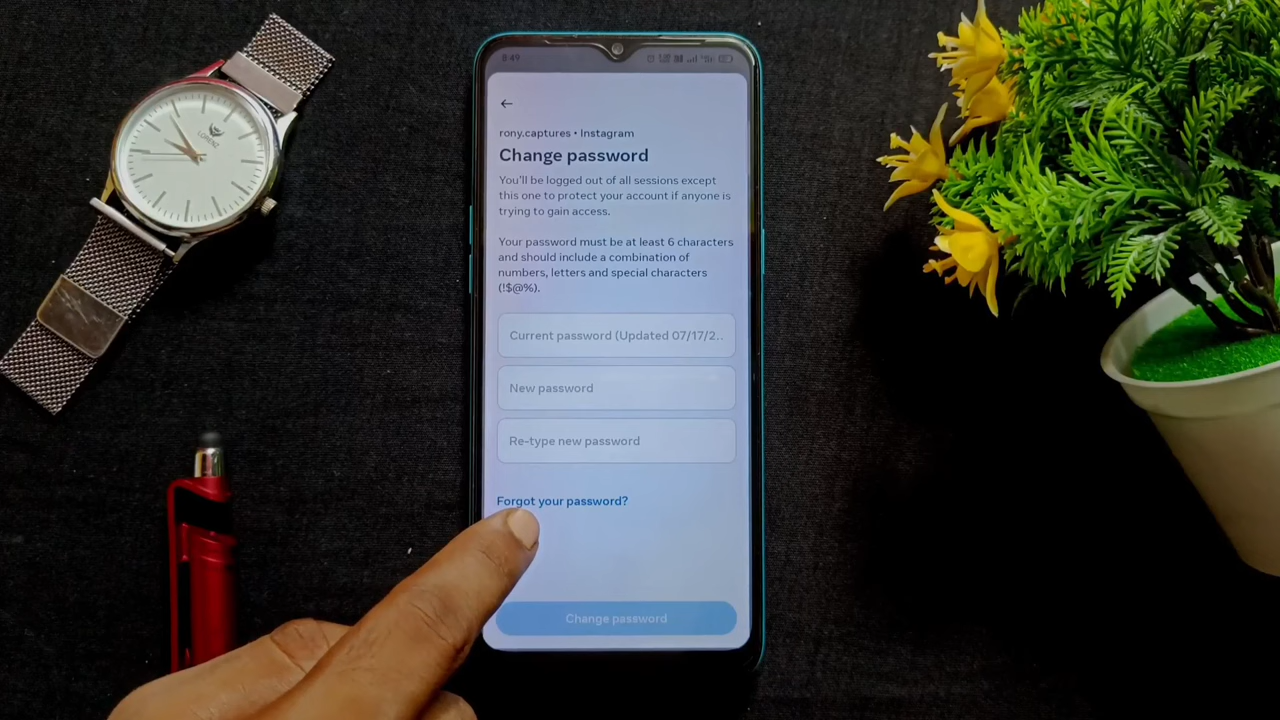 LORENZ
8:49
rony.captures • Instagram
Change password
You'll be logged out of all sessions except
this one to protect your account if anyone is
trying to gain access.
Your password must be at least 6 characters
and should include a combination of
numbers, letters and special characters
(!$@%).
Current password (Updated 07/17/2..
New password
Re-type new password
Forgot your password?
Change password